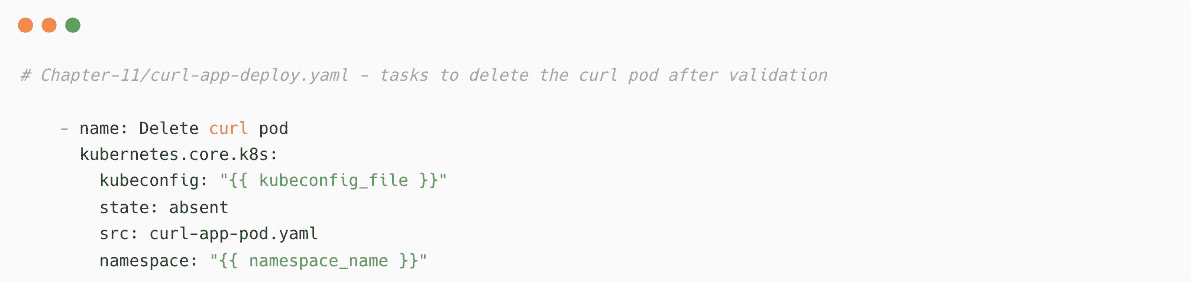 # Chapter-11/curl-app-deploy.yaml - tasks to delete the curl pod after validation
- name: Delete curl pod
kubernetes.core.k8s:
kubeconfig: "{{ kubeconfig_file }}"
state: absent
src: curl-app-pod.yaml
namespace: "{{ namespace_name }}"